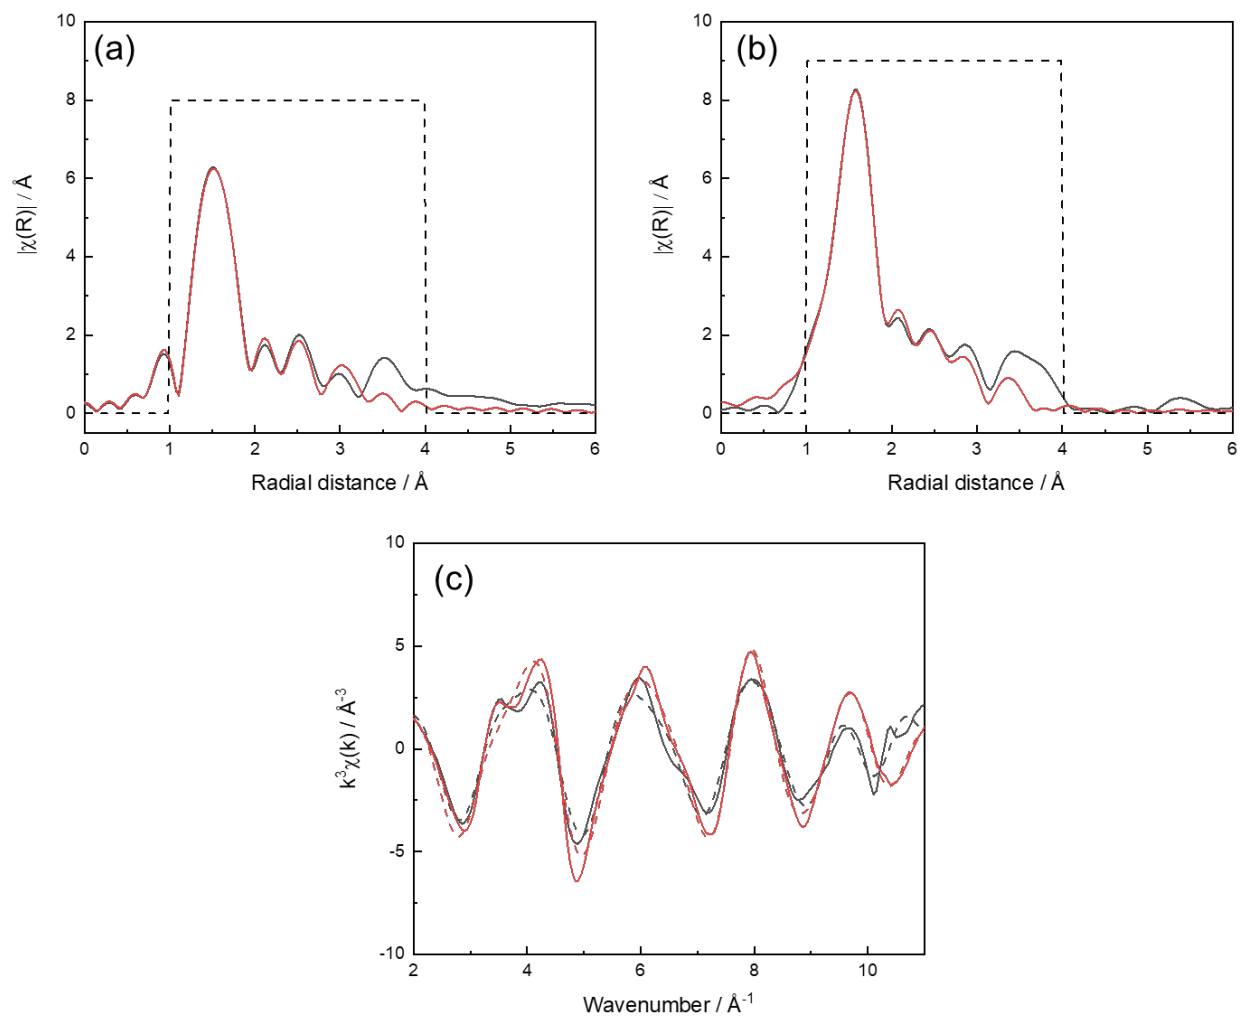 (a)
10
8
6
4
2
0
|χ(R)| / Å
0 1 2 3 4 5 6
Radial distance / Å
(b)
10
8
6
4
2
0
|χ(R)| / Å
0 1 2 3 4 5 6
Radial distance / Å
(c)
10
5
0
-5
-10
k³χ(k) / Å⁻³
2 4 6 8 10
Wavenumber / Å⁻¹